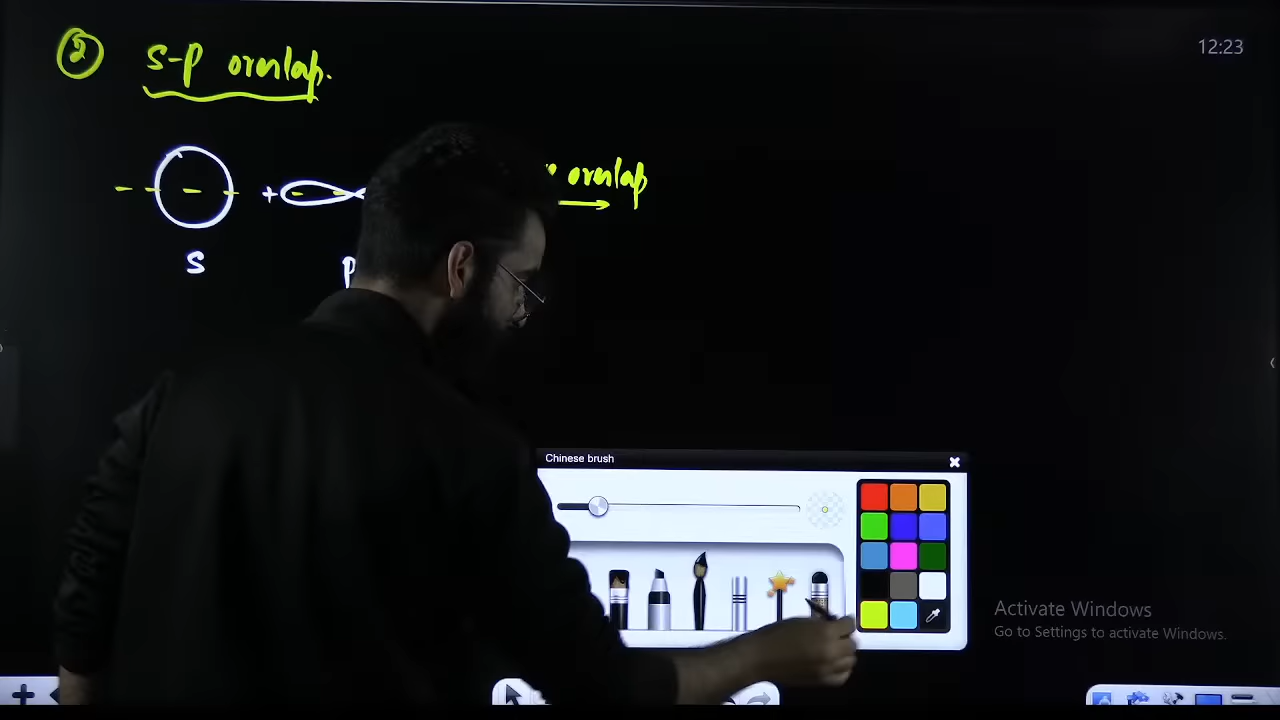 12:23
② s-p overlap.
+
overlap
s
p
Chinese brush
Activate Windows
Go to Settings to activate Windows.